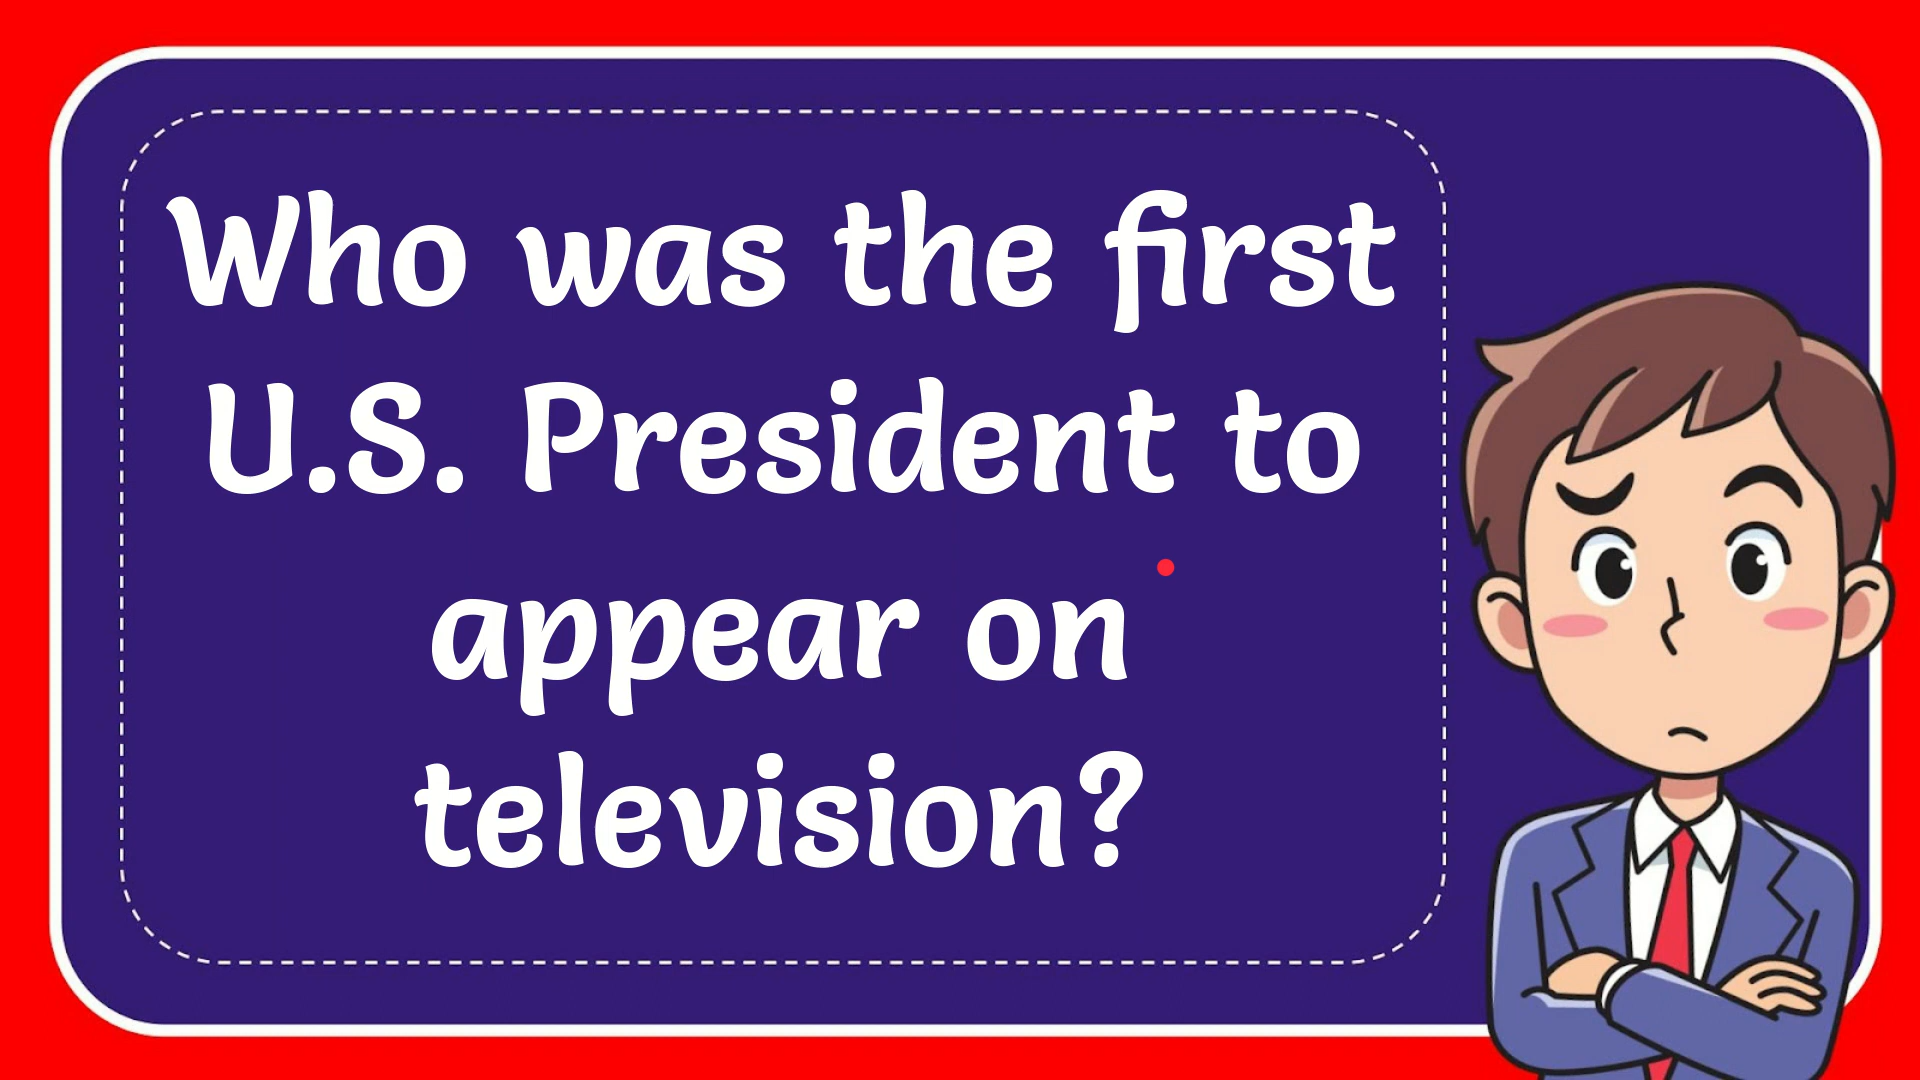 Who was the first
U.S. President to
appear on
television?